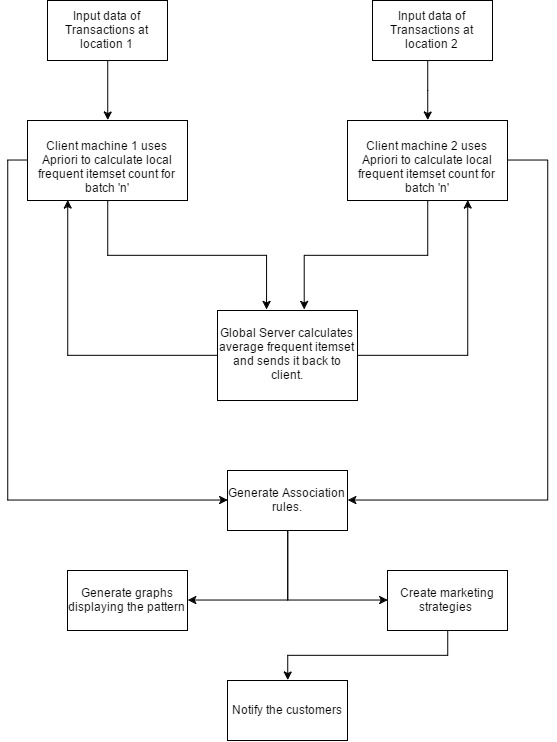 Input data of
Transactions at
location 1
Input data of
Transactions at
location 2
Client machine 1 uses
Apriori to calculate local
frequent itemset count for
batch 'n'
Client machine 2 uses
Apriori to calculate local
frequent itemset count for
batch 'n'
Global Server calculates
average frequent itemset
and sends it back to
client.
Generate Association
rules.
Generate graphs
displaying the pattern
Create marketing
strategies
Notify the customers